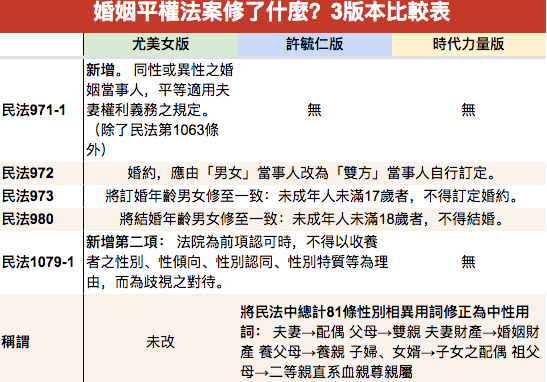 婚姻平權法案修了什麼？3版本比較表
尤美女版 許毓仁版 時代力量版
民法971-1
新增。 同性或異性之婚
姻當事人，平等適用夫
妻權利義務之規定。
（除了民法第1063條
外）
無 無
民法972 婚約，應由「男女」當事人改為「雙方」當事人自行訂定。
民法973 將訂婚年齡男女修至一致：未成年人未滿17歲者，不得訂定婚約。
民法980 將結婚年齡男女修至一致：未成年人未滿18歲者，不得結婚。
民法1079-1
新增第二項： 法院為前項認可時，不得以收養
者之性別、性傾向、性別認同、性別特質等為理
由，而為歧視之對待。
無
稱謂 未改
將民法中總計81條性別相異用詞修正為中性用
詞： 夫妻→配偶 父母→雙親 夫妻財產→婚姻財
產 養父母→養親 子婦、女婿→子女之配偶 祖父
母→二等親直系血親尊親屬